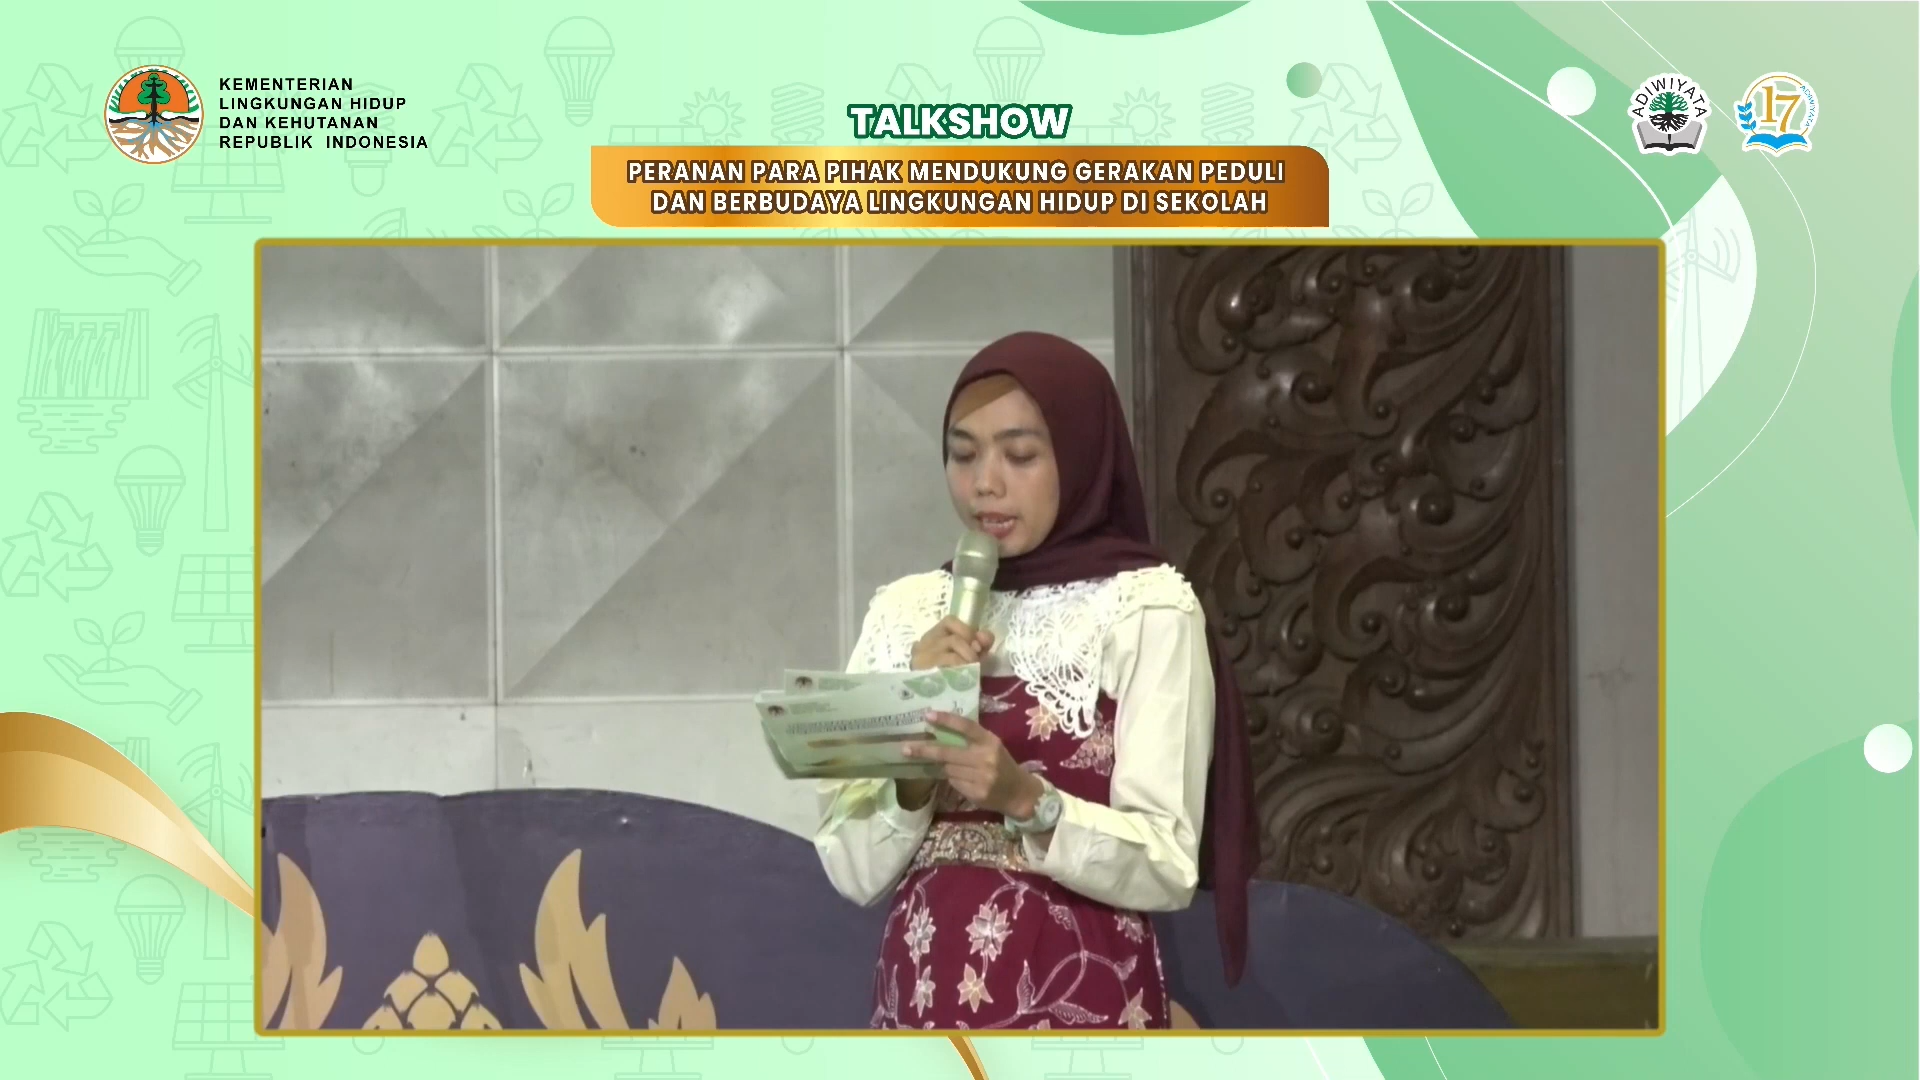 KEMENTERIAN
LINGKUNGAN HIDUP
DAN KEHUTANAN
REPUBLIK INDONESIA
TALKSHOW
PERANAN PARA PIHAK MENDUKUNG GERAKAN PEDULI
DAN BERBUDAYA LINGKUNGAN HIDUP DI SEKOLAH
ADIWIYATA
17
ADIWIYATA